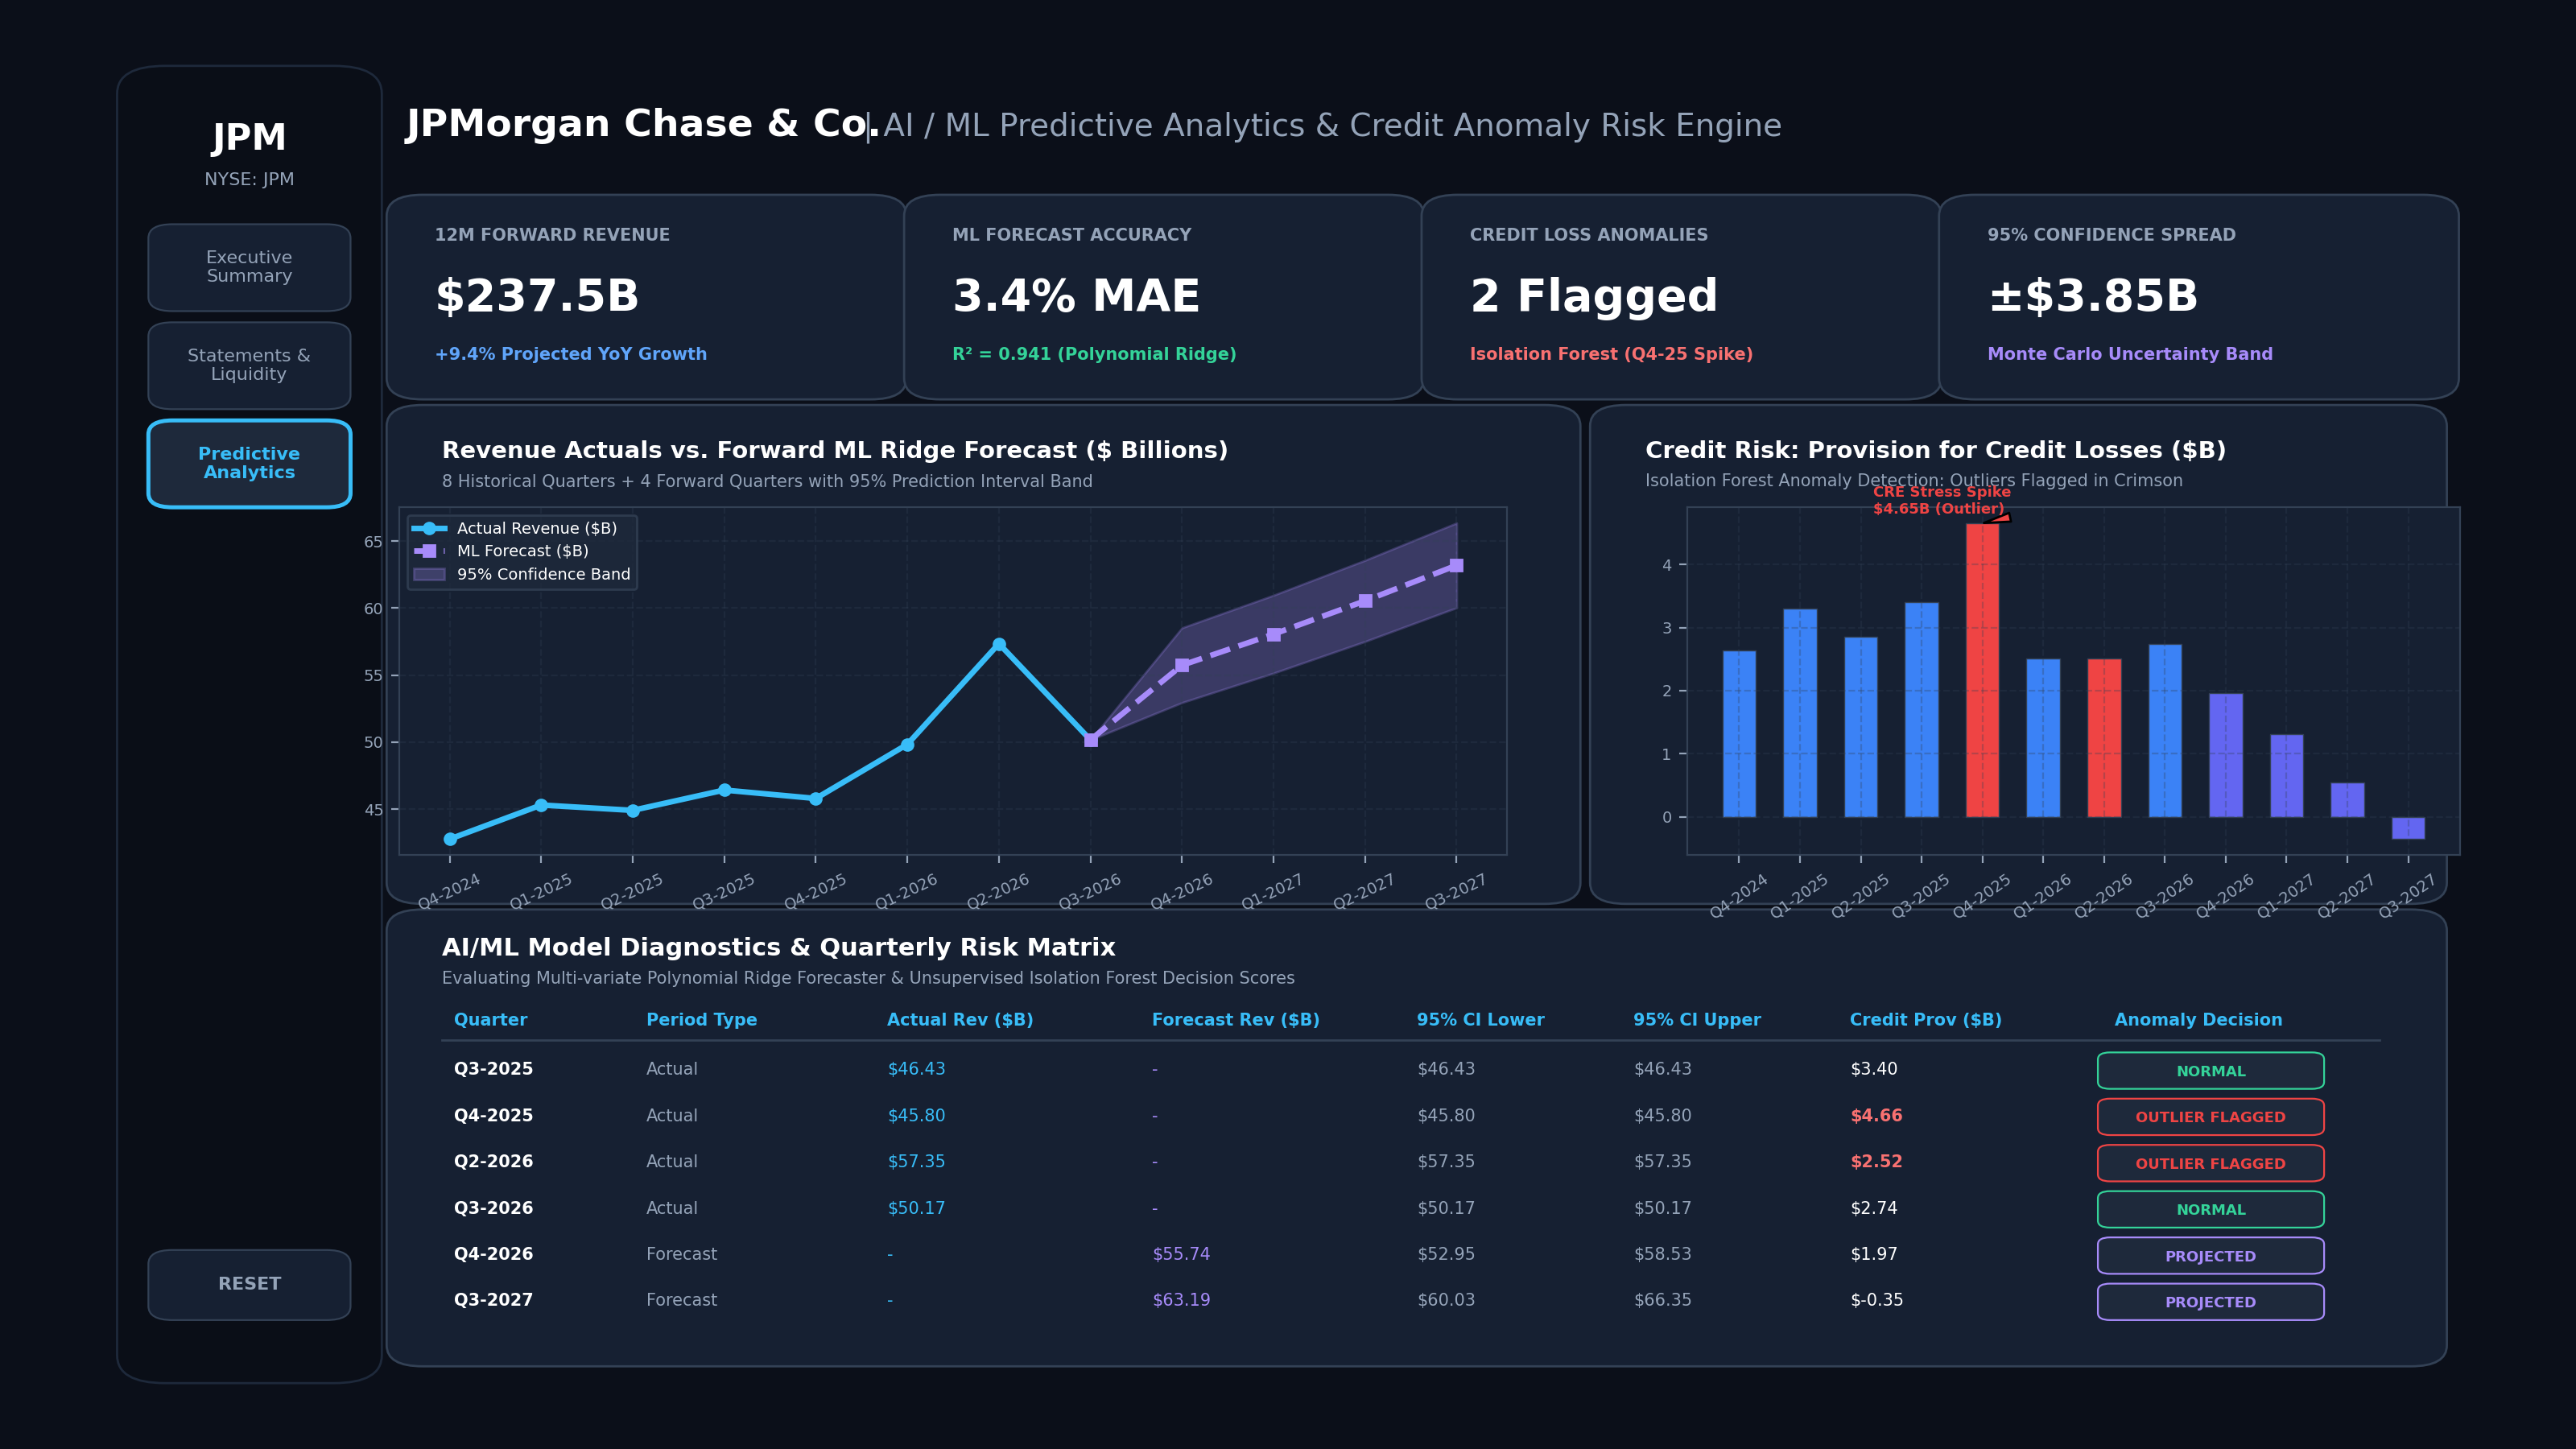 JPM
NYSE: JPM
Executive
Summary
Statements &
Liquidity
Predictive
Analytics
RESET
JPMorgan Chase & Co. | AI / ML Predictive Analytics & Credit Anomaly Risk Engine
12M FORWARD REVENUE
$237.5B
+9.4% Projected YoY Growth
ML FORECAST ACCURACY
3.4% MAE
R² = 0.941 (Polynomial Ridge)
CREDIT LOSS ANOMALIES
2 Flagged
Isolation Forest (Q4-25 Spike)
95% CONFIDENCE SPREAD
±$3.85B
Monte Carlo Uncertainty Band
Revenue Actuals vs. Forward ML Ridge Forecast ($ Billions)
8 Historical Quarters + 4 Forward Quarters with 95% Prediction Interval Band
Actual Revenue ($B)
ML Forecast ($B)
95% Confidence Band
65
60
55
50
45
Q4-2024 Q1-2025 Q2-2025 Q3-2025 Q4-2025 Q1-2026 Q2-2026 Q3-2026 Q4-2026 Q1-2027 Q2-2027 Q3-2027
Credit Risk: Provision for Credit Losses ($B)
Isolation Forest Anomaly Detection: Outliers Flagged in Crimson
CRE Stress Spike
$4.65B (Outlier)
4
3
2
1
0
Q4-2024 Q1-2025 Q2-2025 Q3-2025 Q4-2025 Q1-2026 Q2-2026 Q3-2026 Q4-2026 Q1-2027 Q2-2027 Q3-2027
AI/ML Model Diagnostics & Quarterly Risk Matrix
Evaluating Multi-variate Polynomial Ridge Forecaster & Unsupervised Isolation Forest Decision Scores
Quarter Period Type Actual Rev ($B) Forecast Rev ($B) 95% CI Lower 95% CI Upper Credit Prov ($B) Anomaly Decision
Q3-2025 Actual $46.43 - $46.43 $46.43 $3.40 NORMAL
Q4-2025 Actual $45.80 - $45.80 $45.80 $4.66 OUTLIER FLAGGED
Q2-2026 Actual $57.35 - $57.35 $57.35 $2.52 OUTLIER FLAGGED
Q3-2026 Actual $50.17 - $50.17 $50.17 $2.74 NORMAL
Q4-2026 Forecast - $55.74 $52.95 $58.53 $1.97 PROJECTED
Q3-2027 Forecast - $63.19 $60.03 $66.35 $-0.35 PROJECTED